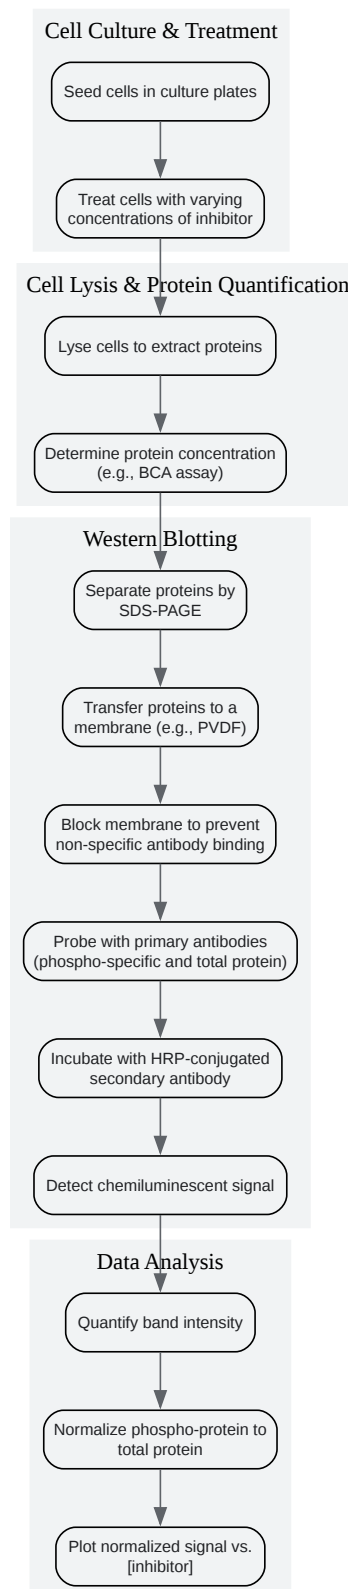 Cell Culture & Treatment
Seed cells in culture plates
Treat cells with varying
concentrations of inhibitor
Cell Lysis & Protein Quantification
Lyse cells to extract proteins
Determine protein concentration
(e.g., BCA assay)
Western Blotting
Separate proteins by
SDS-PAGE
Transfer proteins to a
membrane (e.g., PVDF)
Block membrane to prevent
non-specific antibody binding
Probe with primary antibodies
(phospho-specific and total protein)
Incubate with HRP-conjugated
secondary antibody
Detect chemiluminescent signal
Data Analysis
Quantify band intensity
Normalize phospho-protein to
total protein
Plot normalized signal vs.
[inhibitor]